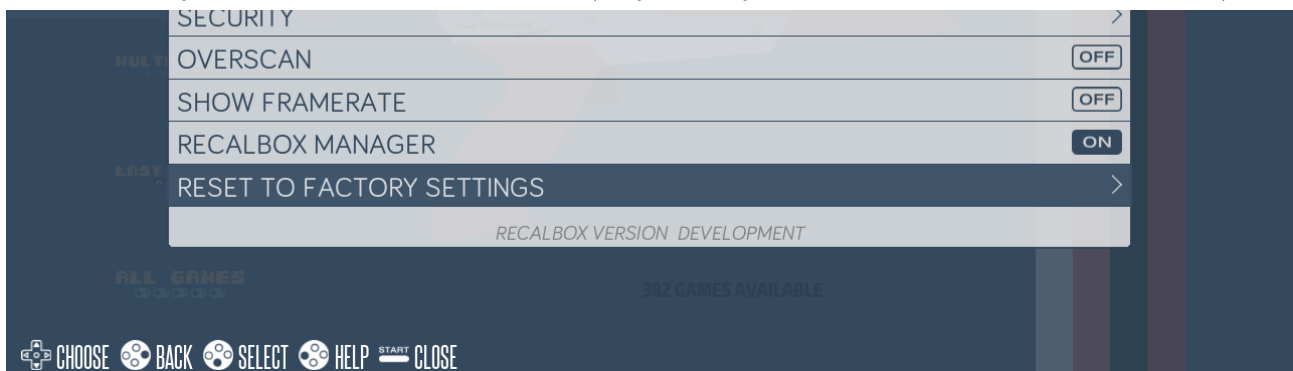 SECURITY
OVERSCAN OFF
SHOW FRAMERATE OFF
RECALBOX MANAGER ON
RESET TO FACTORY SETTINGS
RECALBOX VERSION DEVELOPMENT
ALL GAMES
382 GAMES AVAILABLE
CHOOSE BACK SELECT HELP START CLOSE